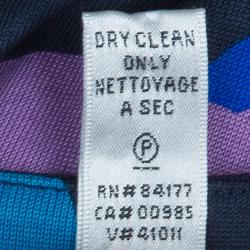 DRY CLEAN
ONLY
NETTOYAGE
A SEC
P
RN# 84177
CA# 00985
V# 41011